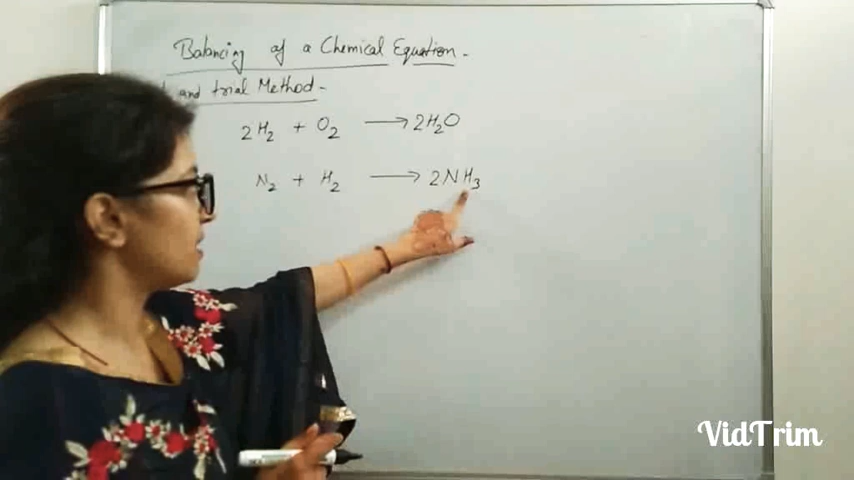 Balancing of a Chemical Equation -
and trial Method -
2H₂ + O₂ ⟶ 2H₂O
N₂ + H₂ ⟶ 2NH₃
VidTrim